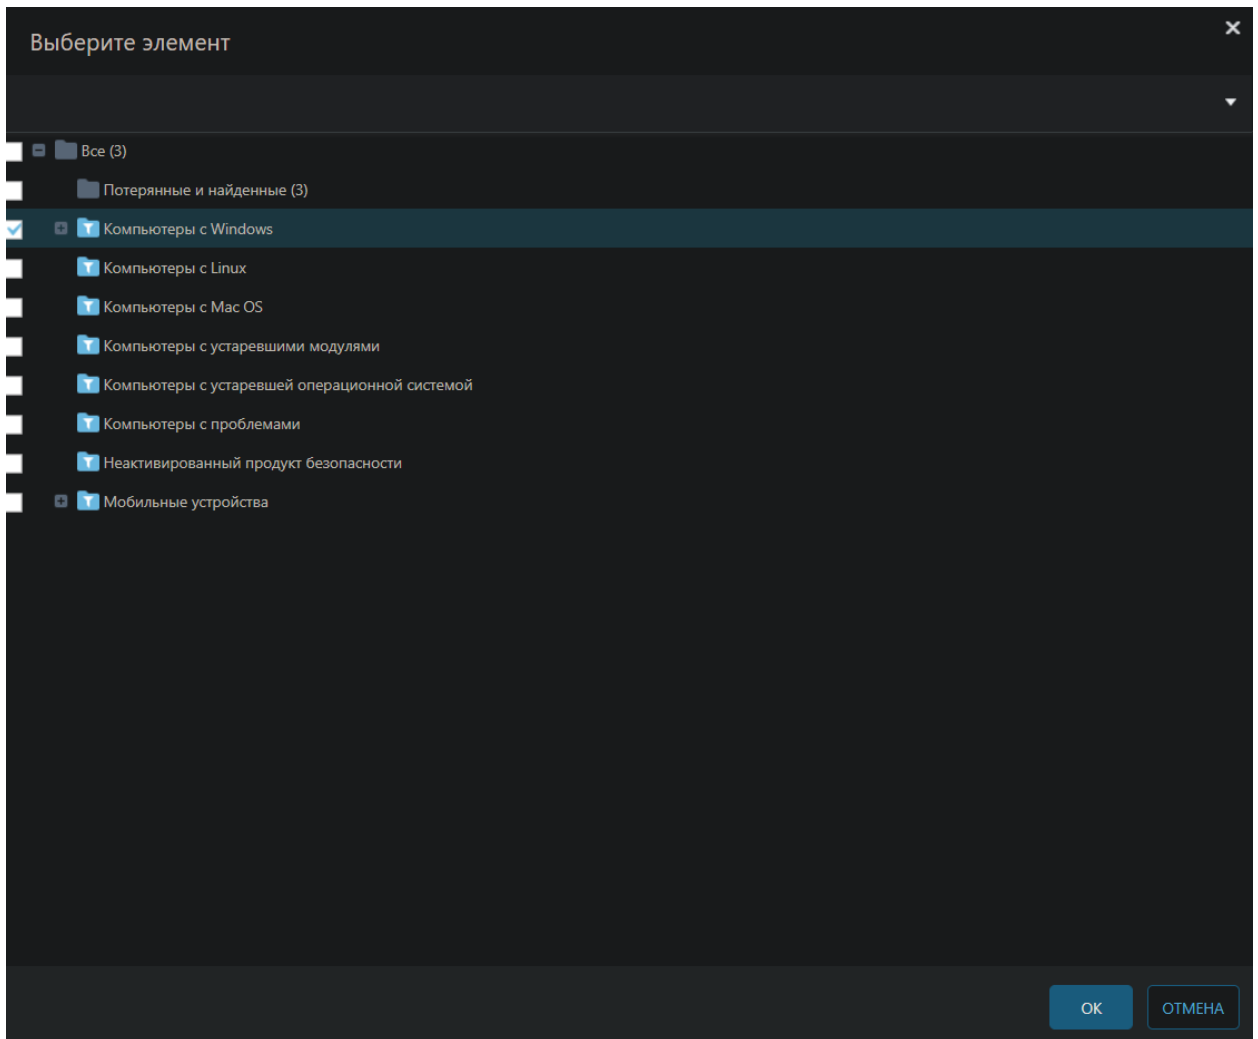 Выберите элемент
Все (3)
Потерянные и найденные (3)
Компьютеры с Windows
Компьютеры с Linux
Компьютеры с Mac OS
Компьютеры с устаревшими модулями
Компьютеры с устаревшей операционной системой
Компьютеры с проблемами
Неактивированный продукт безопасности
Мобильные устройства
ОК
ОТМЕНА